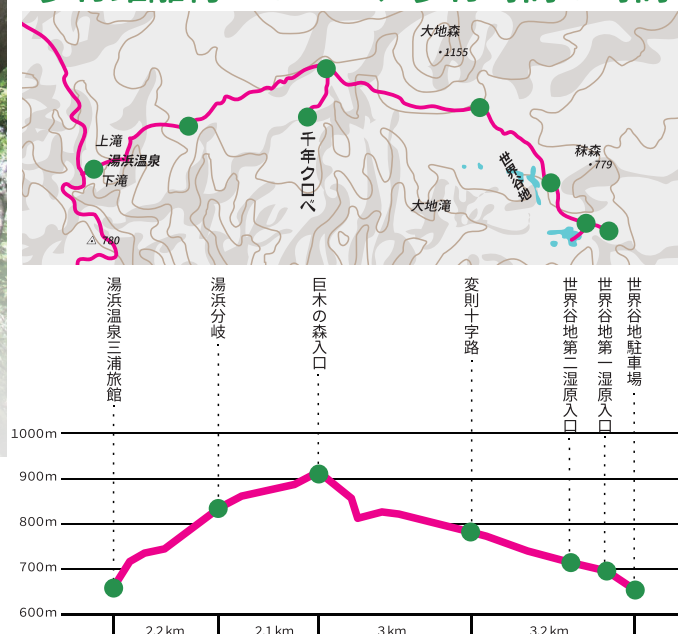 大地森
・1155
上滝
湯浜温泉
下滝
千年クロベ
世界谷地
秣森
・779
大地滝
780
湯浜温泉三浦旅館
湯浜分岐
巨木の森入口
変則十字路
世界谷地第二湿原入口
世界谷地第一湿原入口
世界谷地駐車場
1000m
900m
800m
700m
600m
2.2km
2.1km
3km
3.2km